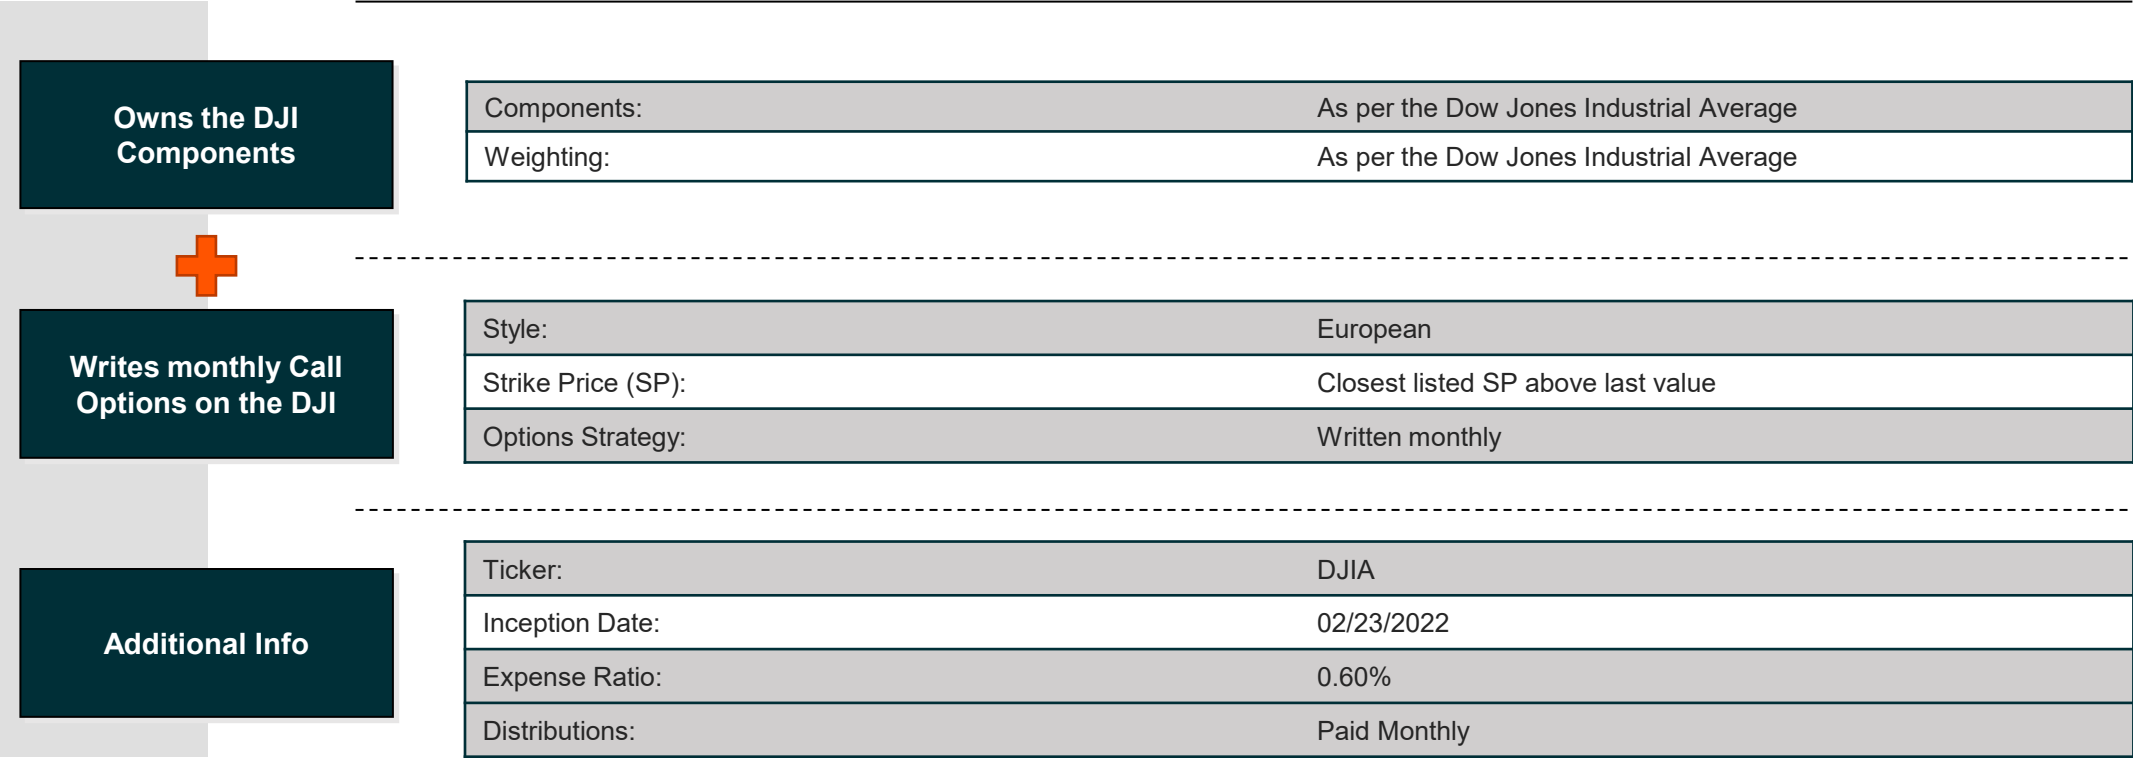 Owns the DJI
Components
Components: As per the Dow Jones Industrial Average
Weighting: As per the Dow Jones Industrial Average
Writes monthly Call
Options on the DJI
Style: European
Strike Price (SP): Closest listed SP above last value
Options Strategy: Written monthly
Additional Info
Ticker: DJIA
Inception Date: 02/23/2022
Expense Ratio: 0.60%
Distributions: Paid Monthly